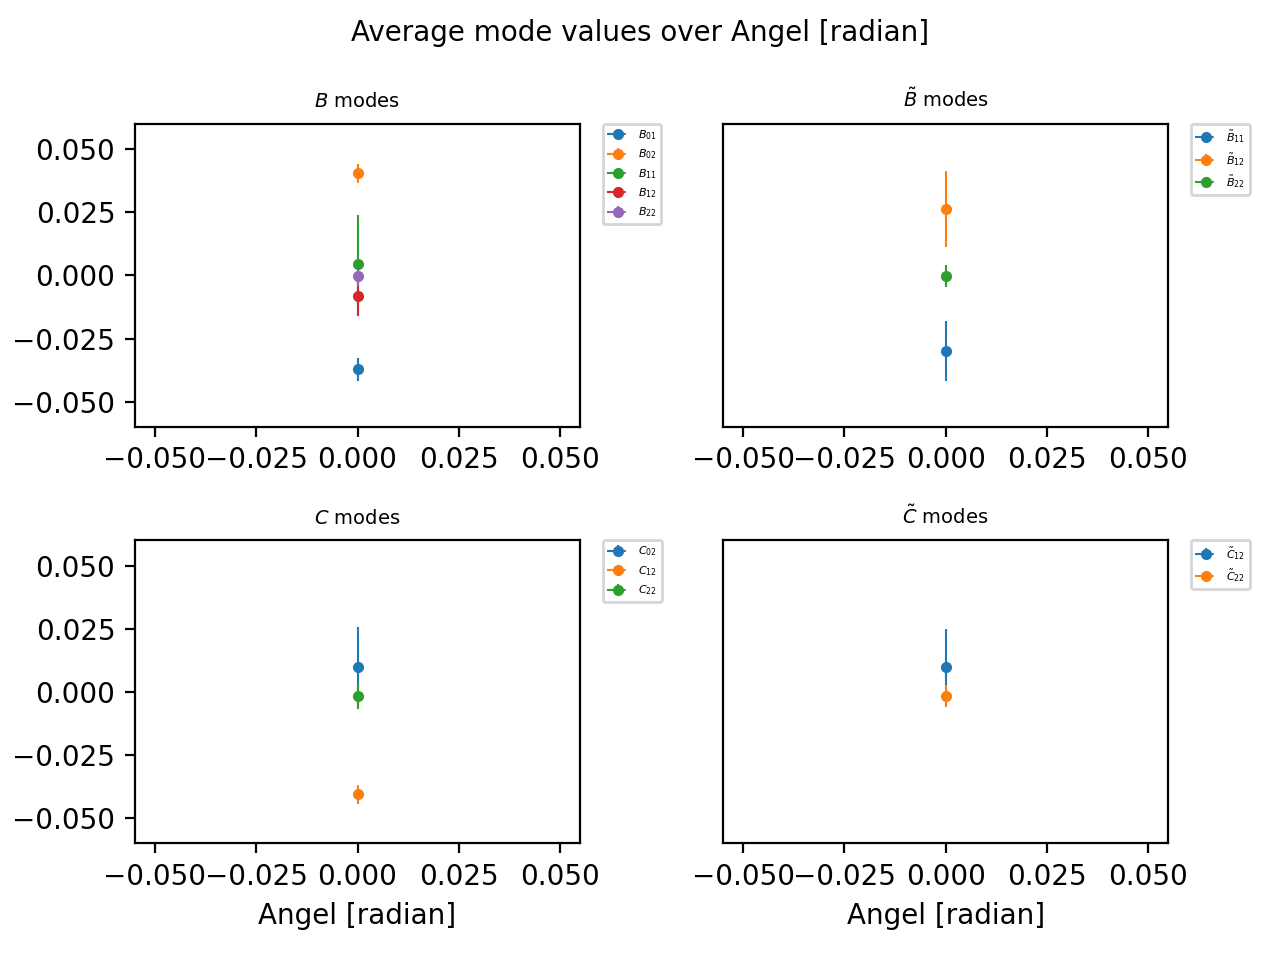 Average mode values over Angel [radian]
B modes
B̃ modes
0.050
0.025
0.000
−0.025
−0.050
−0.050 −0.025 0.000 0.025 0.050
B₀₁
B₀₂
B₁₁
B₁₂
B₂₂
−0.050 −0.025 0.000 0.025 0.050
B̃₁₁
B̃₁₂
B̃₂₂
C modes
C̃ modes
0.050
0.025
0.000
−0.025
−0.050
−0.050 −0.025 0.000 0.025 0.050
Angel [radian]
C₀₂
C₁₂
C₂₂
−0.050 −0.025 0.000 0.025 0.050
Angel [radian]
C̃₁₂
C̃₂₂